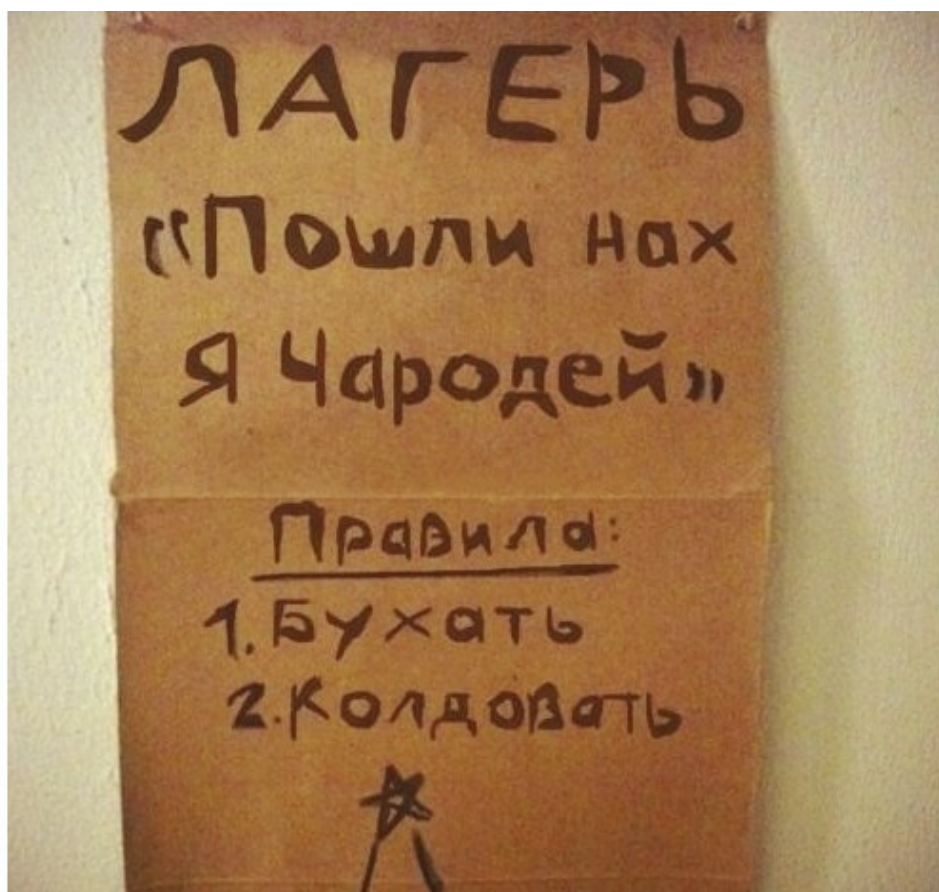 ЛАГЕРЬ
«Пошли нах
Я Чародей»
Правила:
1. Бухать
2. Колдовать